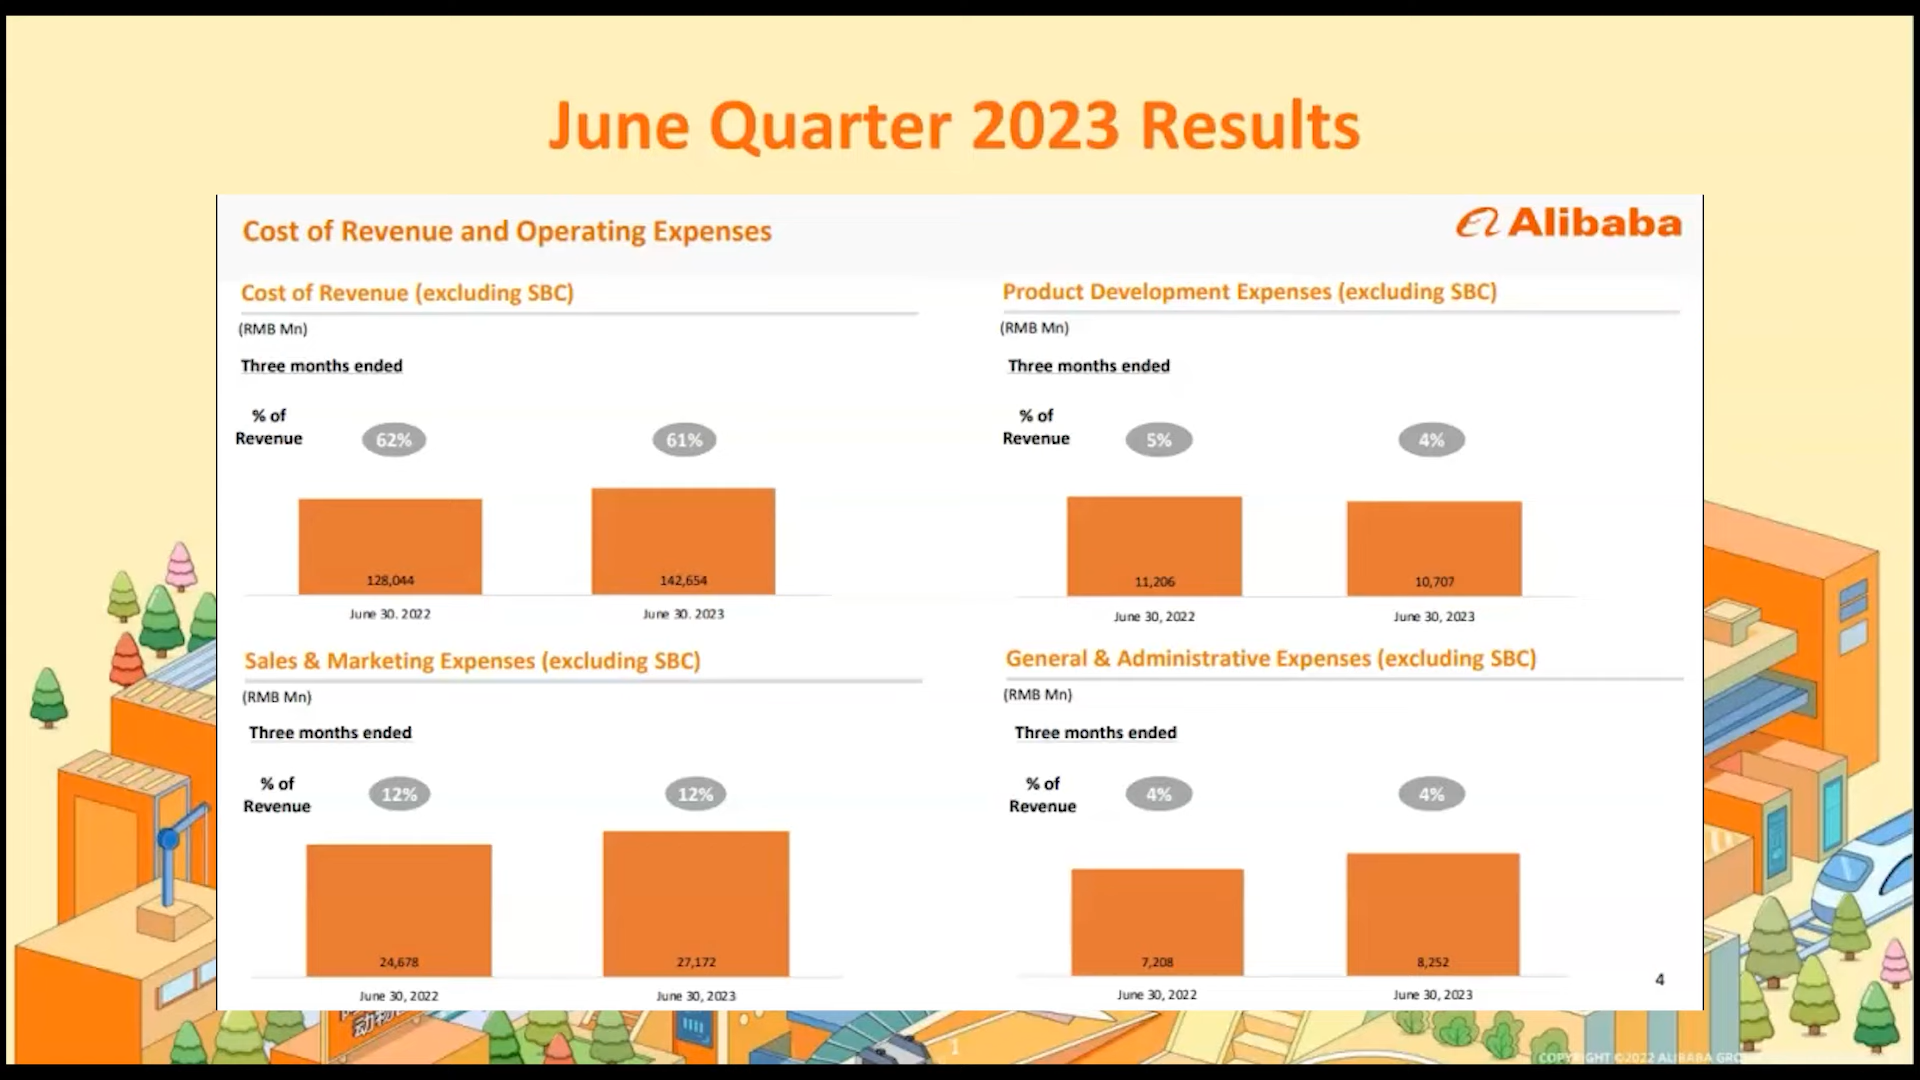 June Quarter 2023 Results
Cost of Revenue and Operating Expenses
Alibaba
Cost of Revenue (excluding SBC)
(RMB Mn)
Three months ended
% of
Revenue
62%
61%
128,044
142,654
June 30. 2022
June 30. 2023
Product Development Expenses (excluding SBC)
(RMB Mn)
Three months ended
% of
Revenue
5%
4%
11,206
10,707
June 30, 2022
June 30, 2023
Sales & Marketing Expenses (excluding SBC)
(RMB Mn)
Three months ended
% of
Revenue
12%
12%
24,678
27,172
June 30, 2022
June 30, 2023
General & Administrative Expenses (excluding SBC)
(RMB Mn)
Three months ended
% of
Revenue
4%
4%
7,208
8,252
June 30, 2022
June 30, 2023
4
1
COPYRIGHT ©2022 ALIBABA